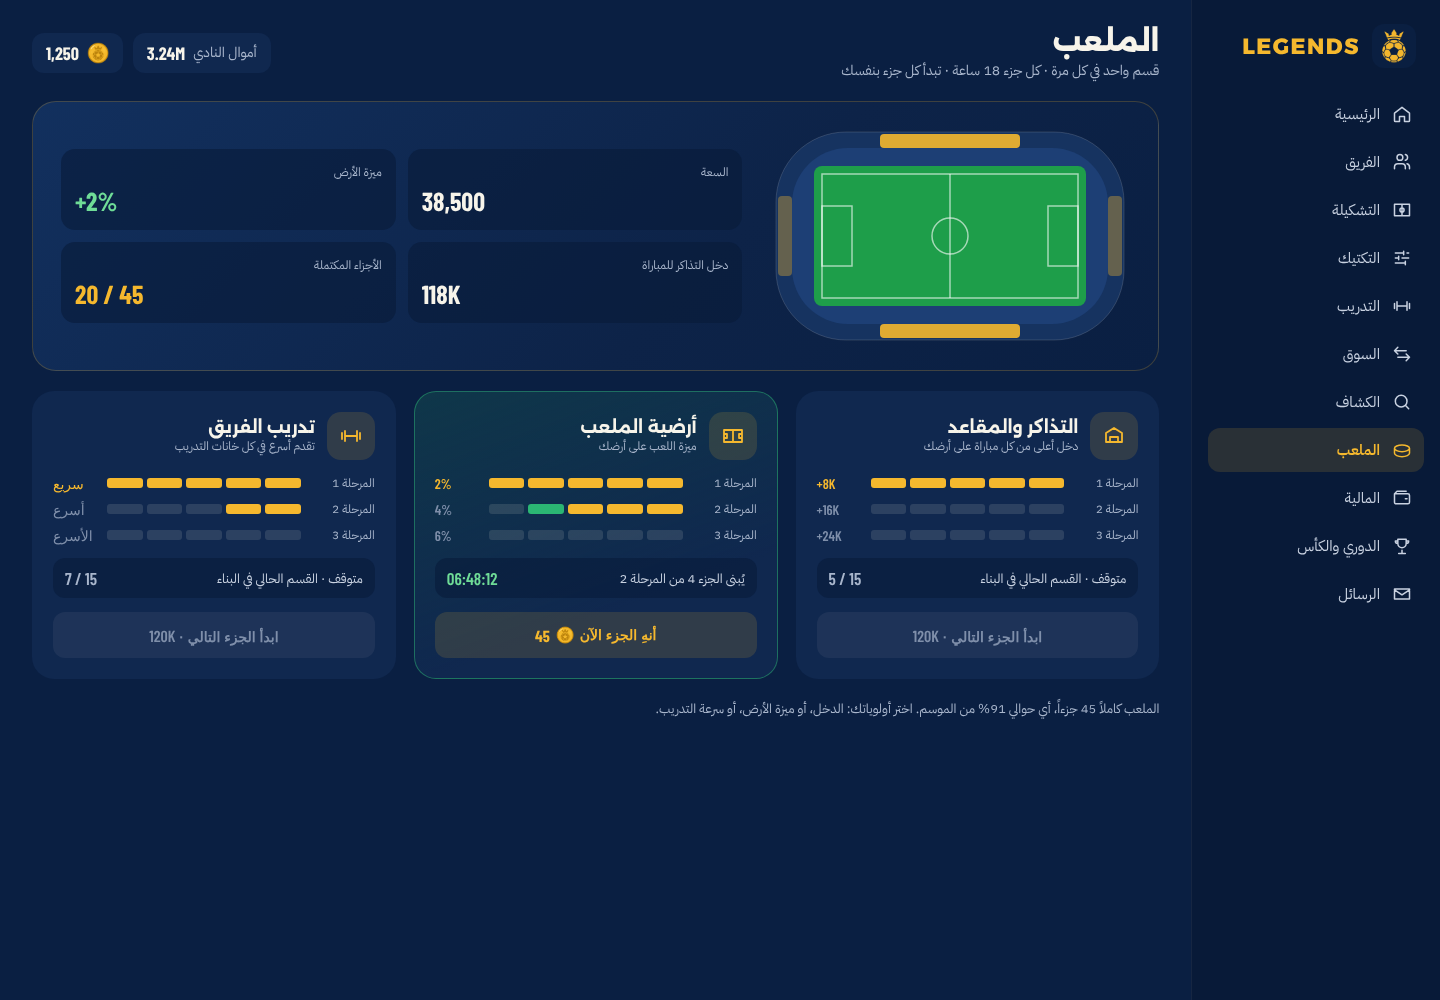 LEGENDS
الرئيسية
الفريق
التشكيلة
التكتيك
التدريب
السوق
الكشاف
الملعب
المالية
الدوري والكأس
الرسائل
الملعب
قسم واحد في كل مرة · كل جزء 18 ساعة · تبدأ كل جزء بنفسك
أموال النادي 3.24M
1,250
السعة
38,500
ميزة الأرض
+2%
دخل التذاكر للمباراة
118K
الأجزاء المكتملة
20 / 45
التذاكر والمقاعد
دخل أعلى من كل مباراة على أرضك
المرحلة 1 +8K
المرحلة 2 +16K
المرحلة 3 +24K
متوقف · القسم الحالي في البناء 5 / 15
ابدأ الجزء التالي · 120K
أرضية الملعب
ميزة اللعب على أرضك
المرحلة 1 2%
المرحلة 2 4%
المرحلة 3 6%
يُبنى الجزء 4 من المرحلة 2 06:48:12
أنهِ الجزء الآن 45
تدريب الفريق
تقدم أسرع في كل خانات التدريب
المرحلة 1 سريع
المرحلة 2 أسرع
المرحلة 3 الأسرع
متوقف · القسم الحالي في البناء 7 / 15
ابدأ الجزء التالي · 120K
الملعب كاملاً 45 جزءاً، أي حوالي 91% من الموسم. اختر أولوياتك: الدخل، أو ميزة الأرض، أو سرعة التدريب.